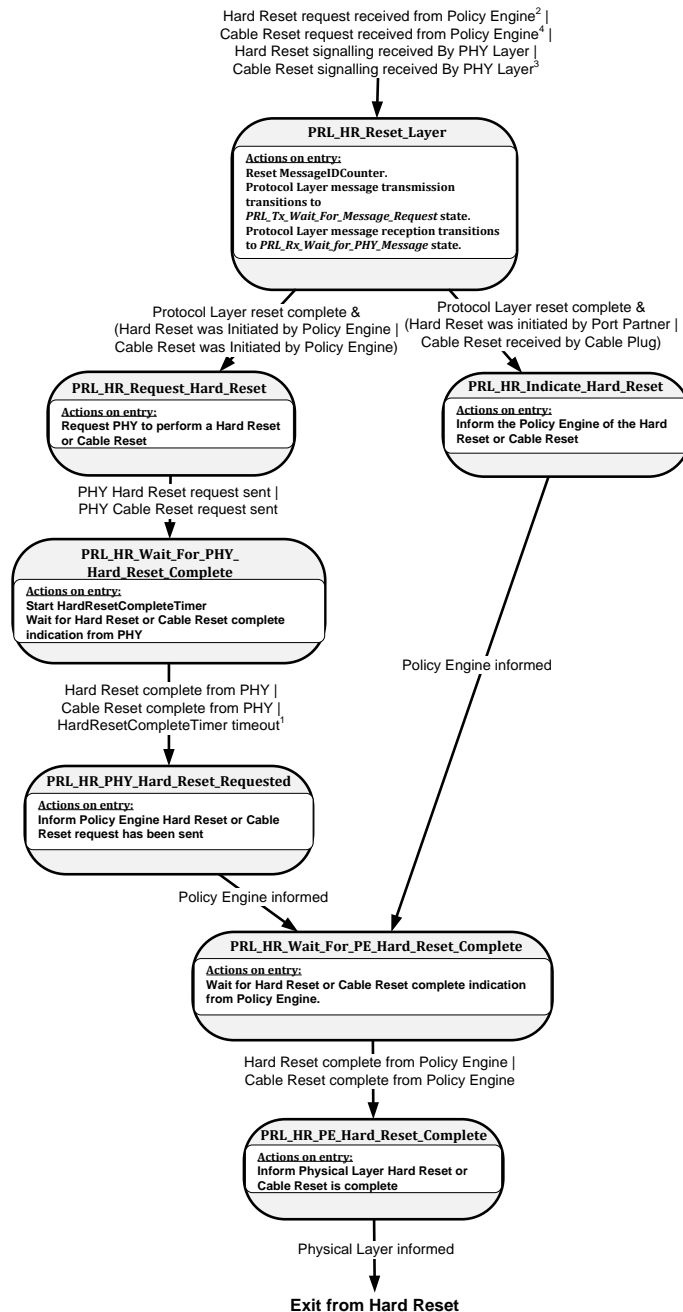 Hard Reset request received from Policy Engine² |
Cable Reset request received from Policy Engine⁴ |
Hard Reset signalling received By PHY Layer |
Cable Reset signalling received By PHY Layer³
PRL_HR_Reset_Layer
Actions on entry:
Reset MessageIDCounter.
Protocol Layer message transmission
transitions to
PRL_Tx_Wait_For_Message_Request state.
Protocol Layer message reception transitions
to PRL_Rx_Wait_for_PHY_Message state.
Protocol Layer reset complete &
(Hard Reset was Initiated by Policy Engine |
Cable Reset was Initiated by Policy Engine)
Protocol Layer reset complete &
(Hard Reset was initiated by Port Partner |
Cable Reset received by Cable Plug)
PRL_HR_Request_Hard_Reset
Actions on entry:
Request PHY to perform a Hard Reset
or Cable Reset
PRL_HR_Indicate_Hard_Reset
Actions on entry:
Inform the Policy Engine of the Hard
Reset or Cable Reset
PHY Hard Reset request sent |
PHY Cable Reset request sent
PRL_HR_Wait_For_PHY_
Hard_Reset_Complete
Actions on entry:
Start HardResetCompleteTimer
Wait for Hard Reset or Cable Reset complete
indication from PHY
Policy Engine informed
Hard Reset complete from PHY |
Cable Reset complete from PHY |
HardResetCompleteTimer timeout¹
PRL_HR_PHY_Hard_Reset_Requested
Actions on entry:
Inform Policy Engine Hard Reset or Cable
Reset request has been sent
Policy Engine informed
PRL_HR_Wait_For_PE_Hard_Reset_Complete
Actions on entry:
Wait for Hard Reset or Cable Reset complete indication
from Policy Engine.
Hard Reset complete from Policy Engine |
Cable Reset complete from Policy Engine
PRL_HR_PE_Hard_Reset_Complete
Actions on entry:
Inform Physical Layer Hard Reset or
Cable Reset is complete
Physical Layer informed
Exit from Hard Reset